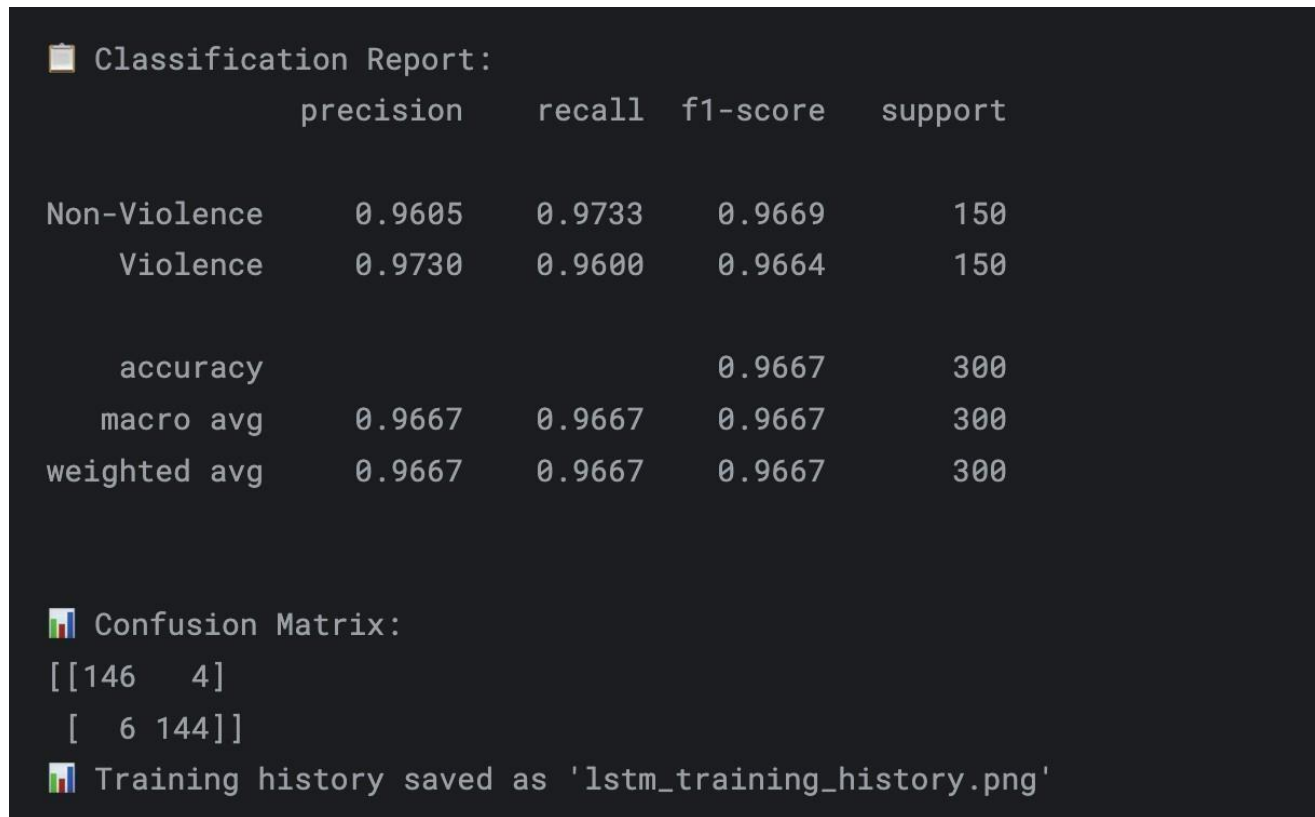 📋 Classification Report:
precision recall f1-score support
Non-Violence 0.9605 0.9733 0.9669 150
Violence 0.9730 0.9600 0.9664 150
accuracy 0.9667 300
macro avg 0.9667 0.9667 0.9667 300
weighted avg 0.9667 0.9667 0.9667 300
📊 Confusion Matrix:
[[146 4]
[ 6 144]]
📊 Training history saved as 'lstm_training_history.png'